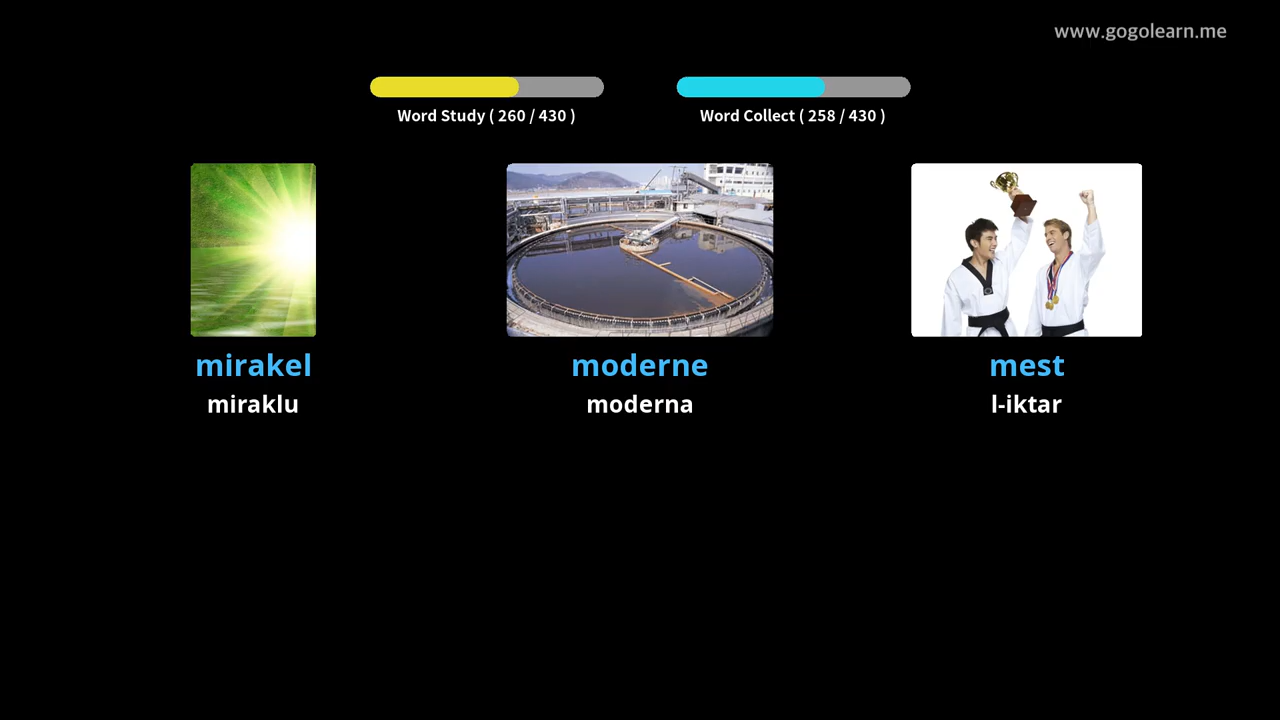 www.gogolearn.me
Word Study ( 260 / 430 )
Word Collect ( 258 / 430 )
mirakel
moderne
mest
miraklu
moderna
l-iktar